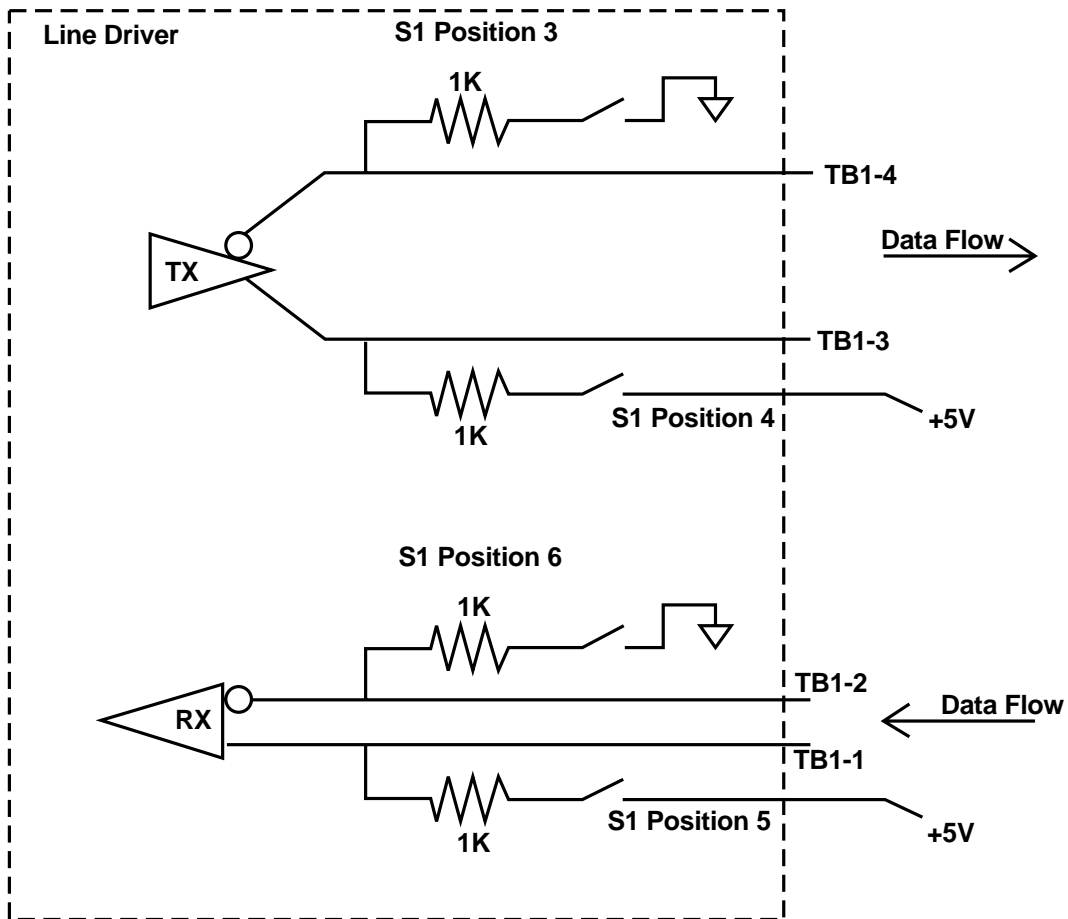 Line Driver
S1 Position 3
1K
TB1-4
Data Flow
TX
TB1-3
1K
S1 Position 4
+5V
S1 Position 6
1K
TB1-2
RX
Data Flow
TB1-1
1K
S1 Position 5
+5V